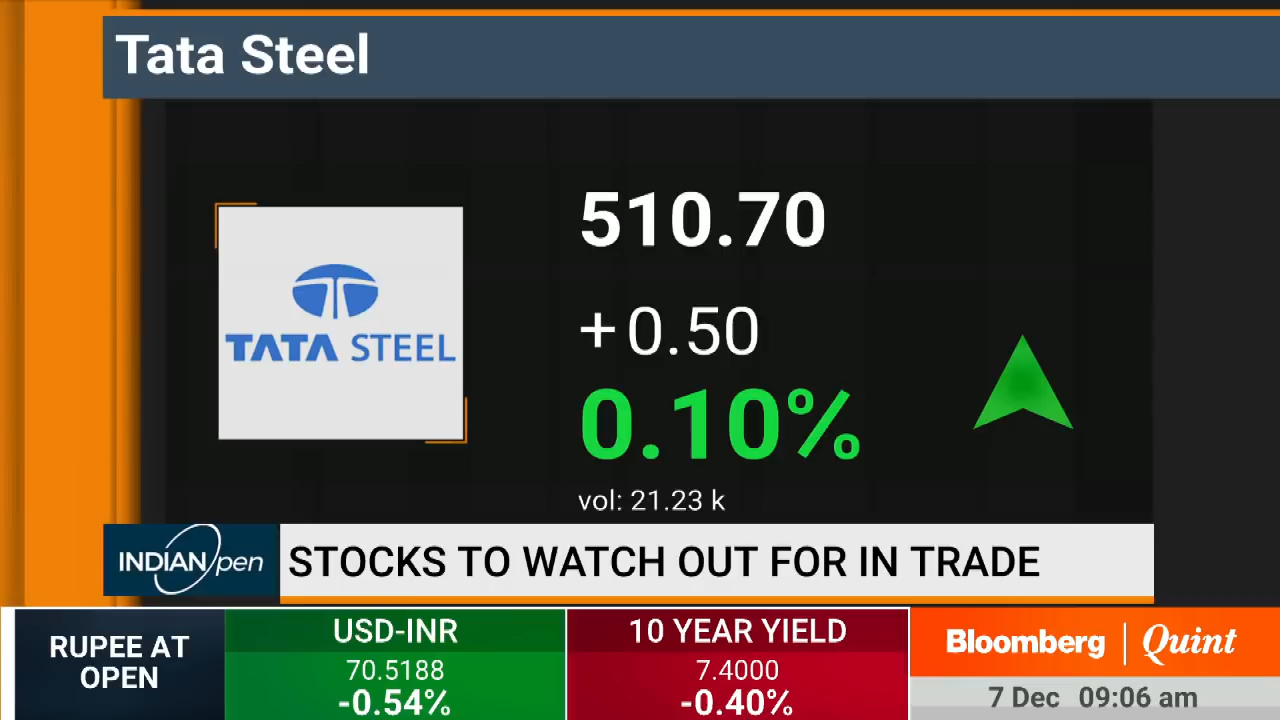 Tata Steel
510.70
+0.50
0.10%
vol: 21.23 k
TATA STEEL
INDIAN Open
STOCKS TO WATCH OUT FOR IN TRADE
RUPEE AT
OPEN
USD-INR
70.5188
-0.54%
10 YEAR YIELD
7.4000
-0.40%
Bloomberg | Quint
7 Dec 09:06 am